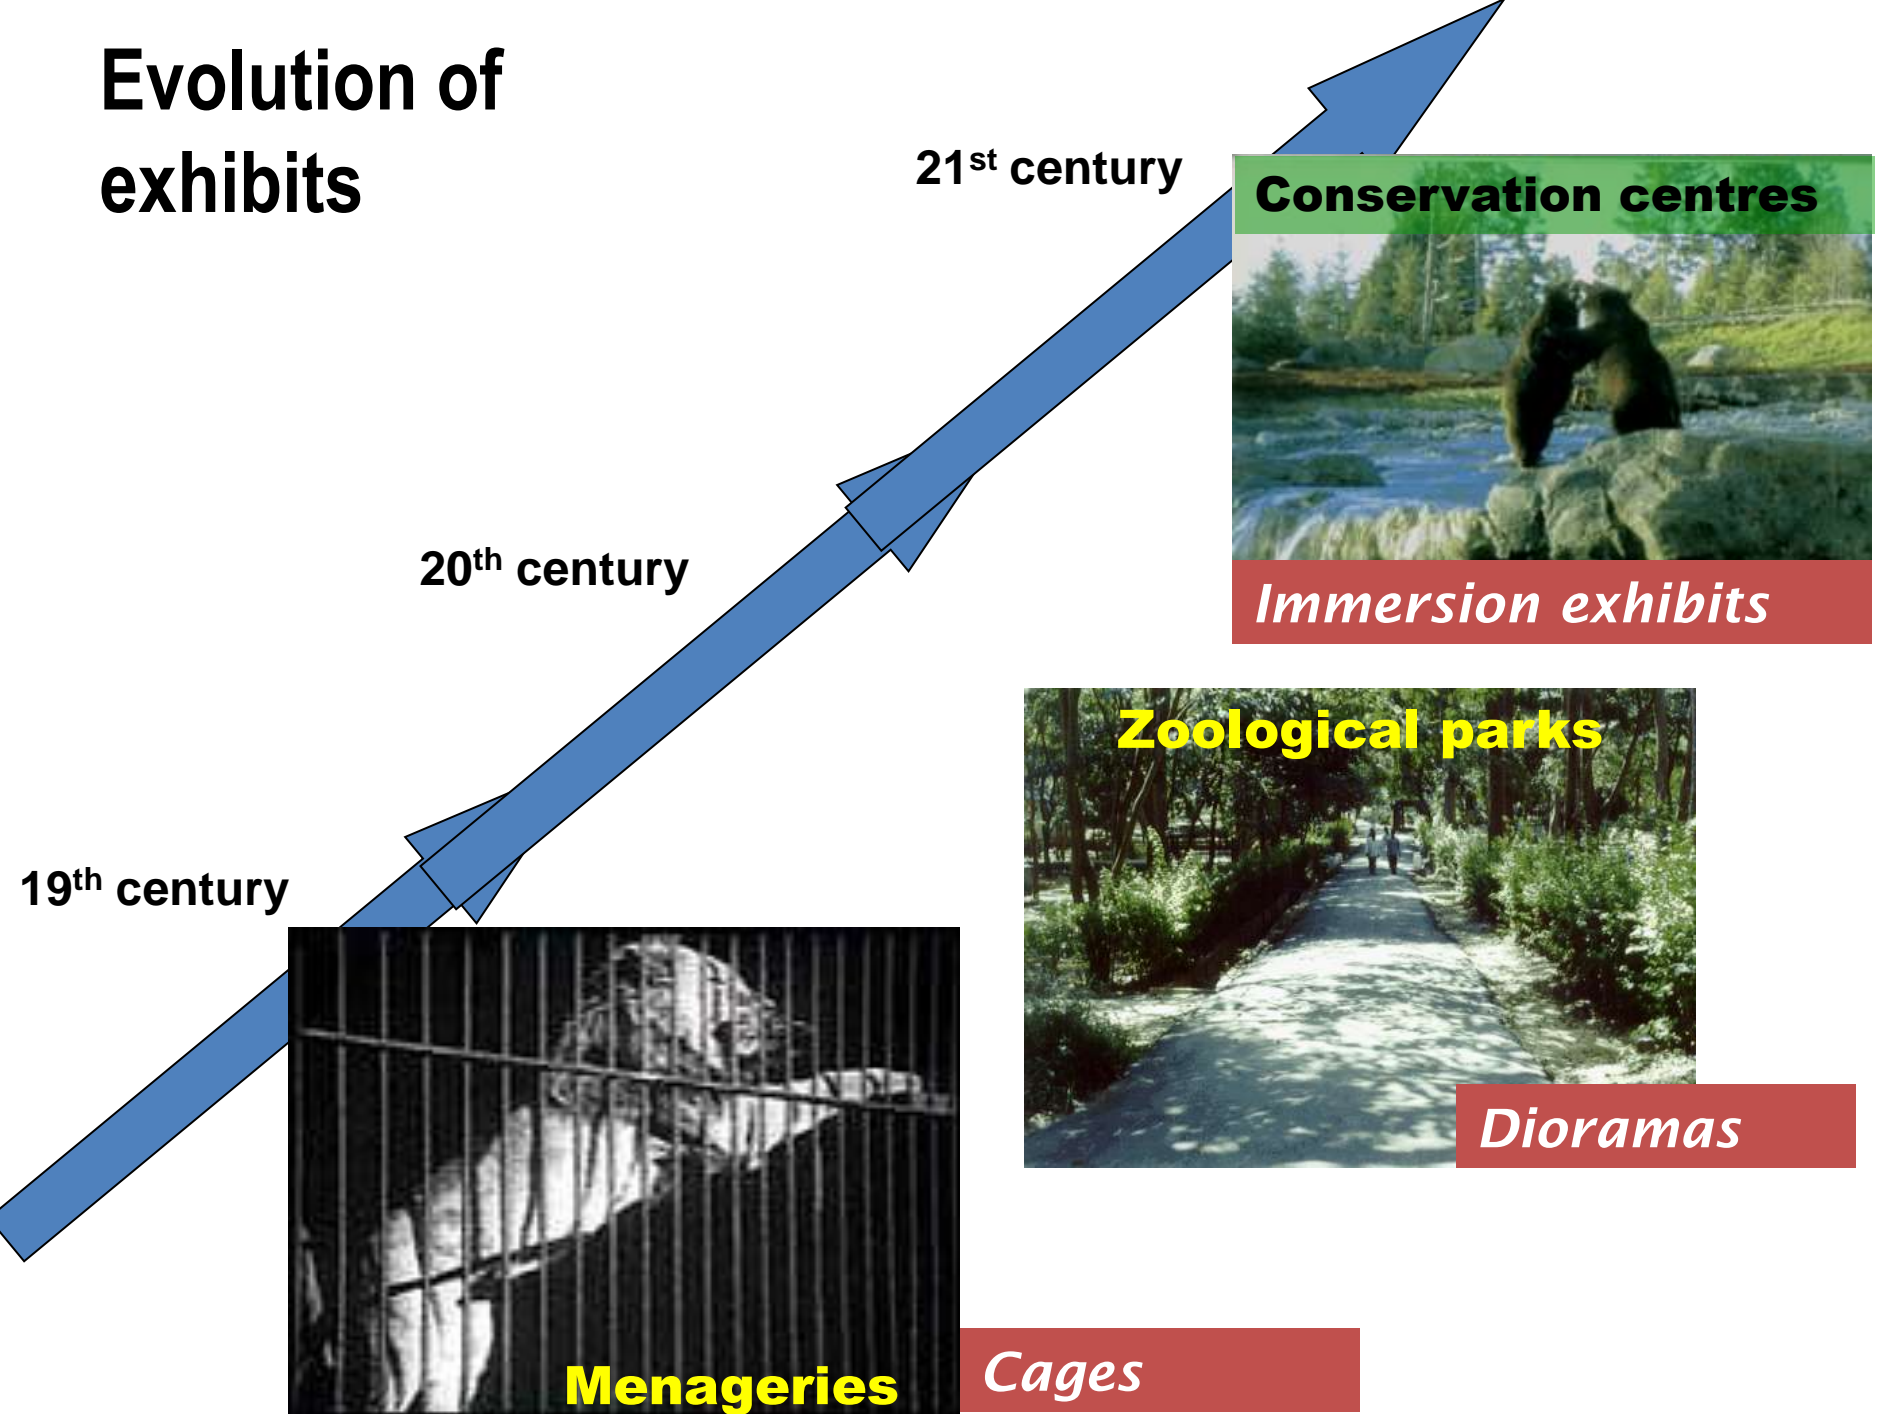 Evolution of
exhibits
21st century
Conservation centres
20th century
Immersion exhibits
Zoological parks
19th century
Dioramas
Menageries
Cages